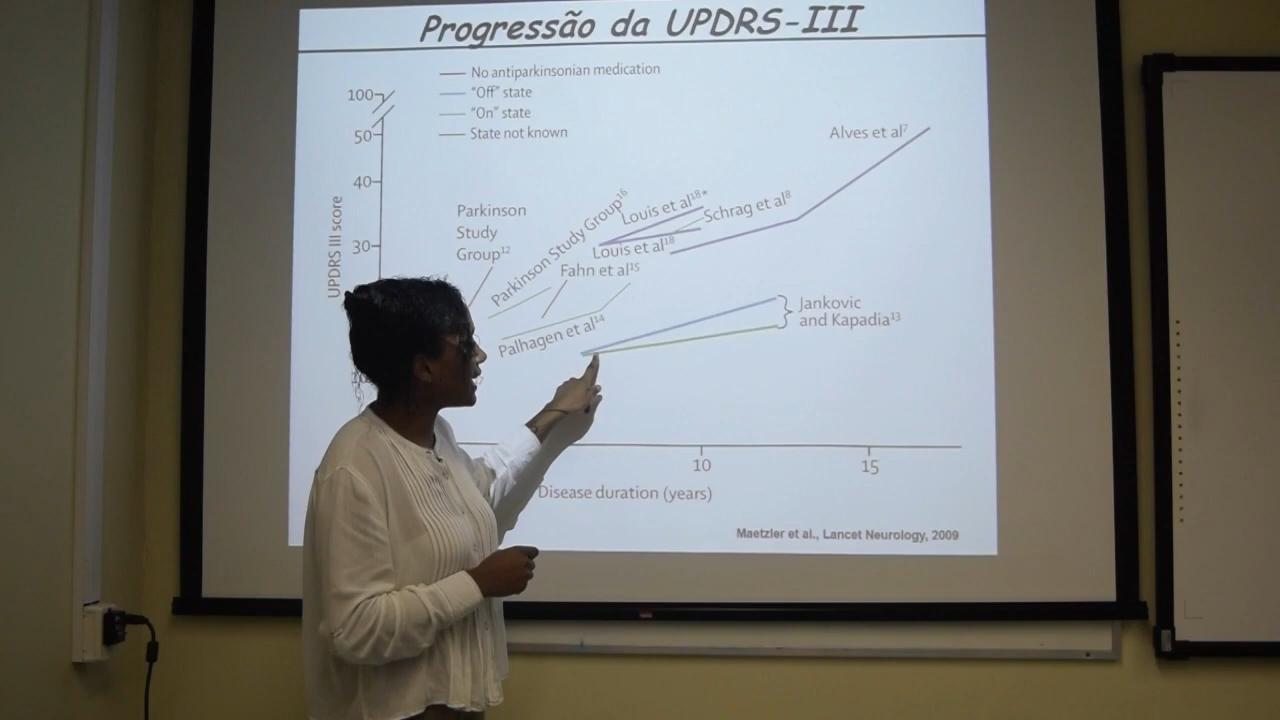 Progressão da UPDRS-III
No antiparkinsonian medication
"Off" state
"On" state
State not known
100
50
40
30
UPDRS III score
Parkinson
Study
Group¹²
Parkinson Study Group¹⁶
Louis et al¹⁸*
Louis et al¹⁸
Schrag et al⁸
Alves et al⁷
Fahn et al¹⁵
Palhagen et al¹⁴
Jankovic
and Kapadia¹³
10
15
Disease duration (years)
Maetzler et al., Lancet Neurology, 2009